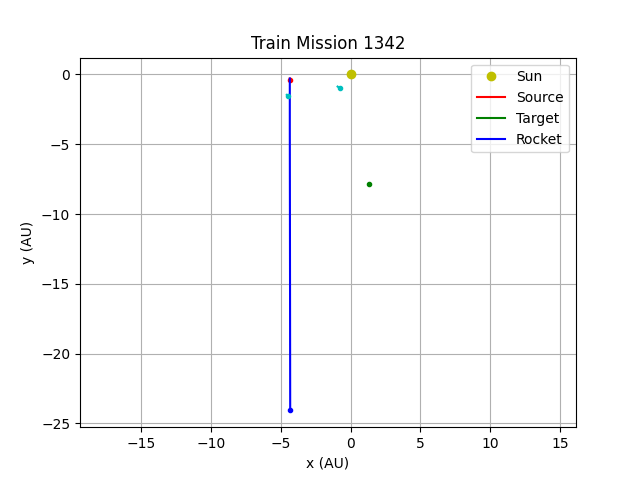 Train Mission 1342
Sun
Source
Target
Rocket
0
−5
−10
−15
−20
−25
y (AU)
−15
−10
−5
0
5
10
15
x (AU)